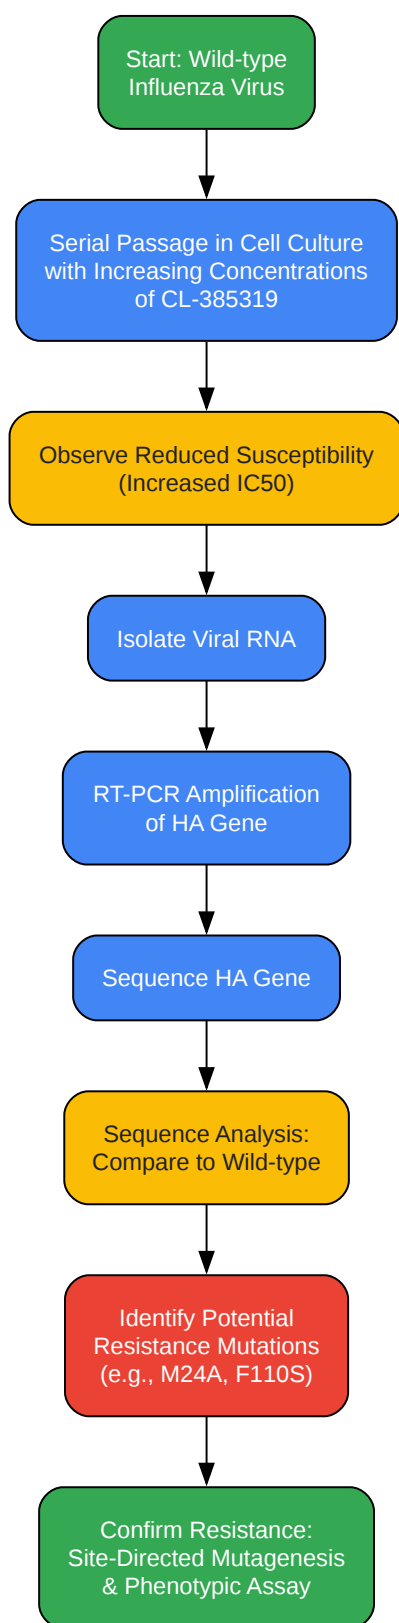 Start: Wild-type
Influenza Virus
Serial Passage in Cell Culture
with Increasing Concentrations
of CL-385319
Observe Reduced Susceptibility
(Increased IC50)
Isolate Viral RNA
RT-PCR Amplification
of HA Gene
Sequence HA Gene
Sequence Analysis:
Compare to Wild-type
Identify Potential
Resistance Mutations
(e.g., M24A, F110S)
Confirm Resistance:
Site-Directed Mutagenesis
& Phenotypic Assay